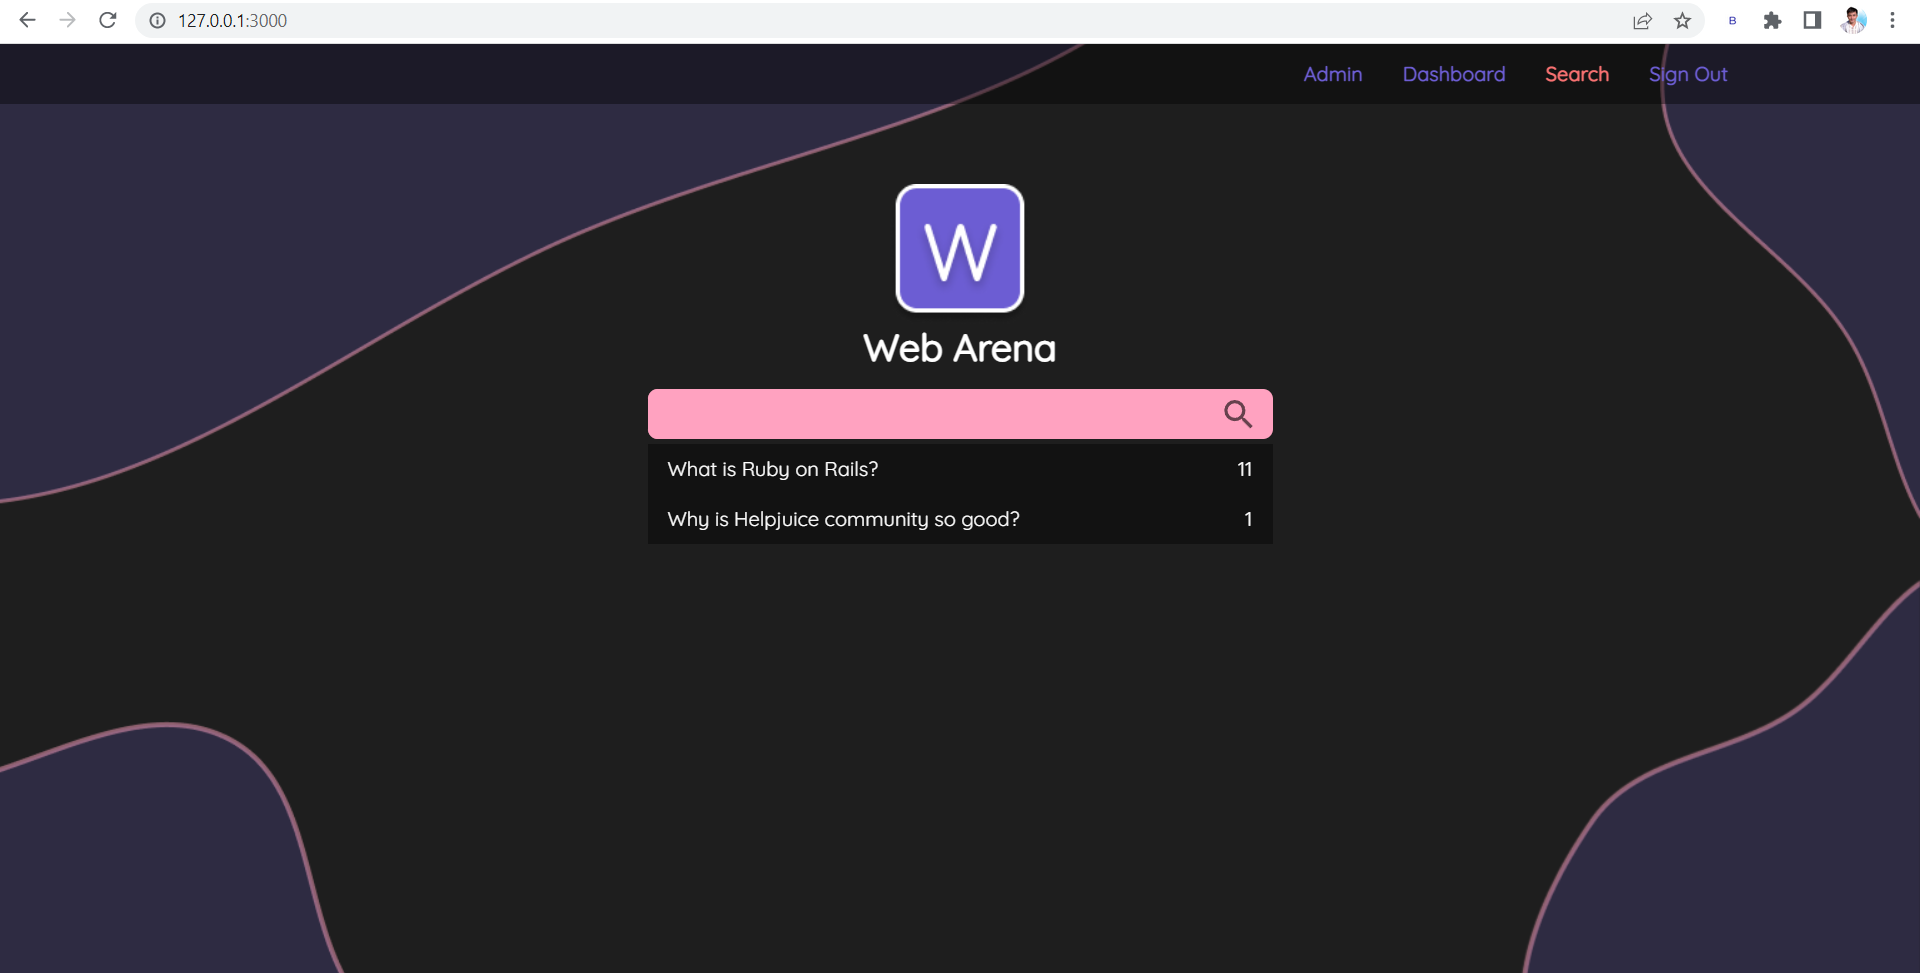 127.0.0.1:3000
B
Admin Dashboard Search Sign Out
W
Web Arena
What is Ruby on Rails? 11
Why is Helpjuice community so good? 1